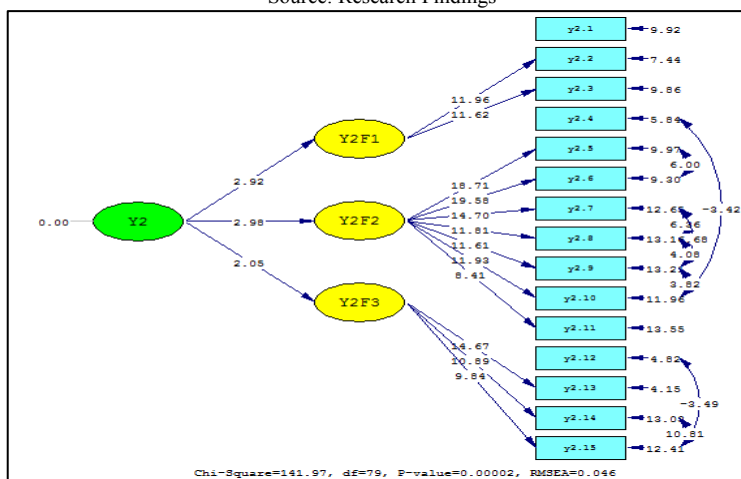 Source: Research Findings
y2.1 9.92
y2.2 7.44
y2.3 9.86
11.96
11.62
Y2F1
y2.4 5.84
y2.5 9.97
6.00
y2.6 9.30
2.92
18.71
19.58
14.70
11.81
11.61
11.93
8.41
y2.7 12.65
-3.42
0.00 Y2 2.98 Y2F2
y2.8
4.08
y2.9
3.82
2.05
y2.10 11.96
Y2F3
y2.11 13.55
14.67
10.89
9.84
y2.12 4.82
y2.13 4.15
-3.49
y2.14
10.81
y2.15 12.41
Chi-Square=141.97, df=79, P-value=0.00002, RMSEA=0.046